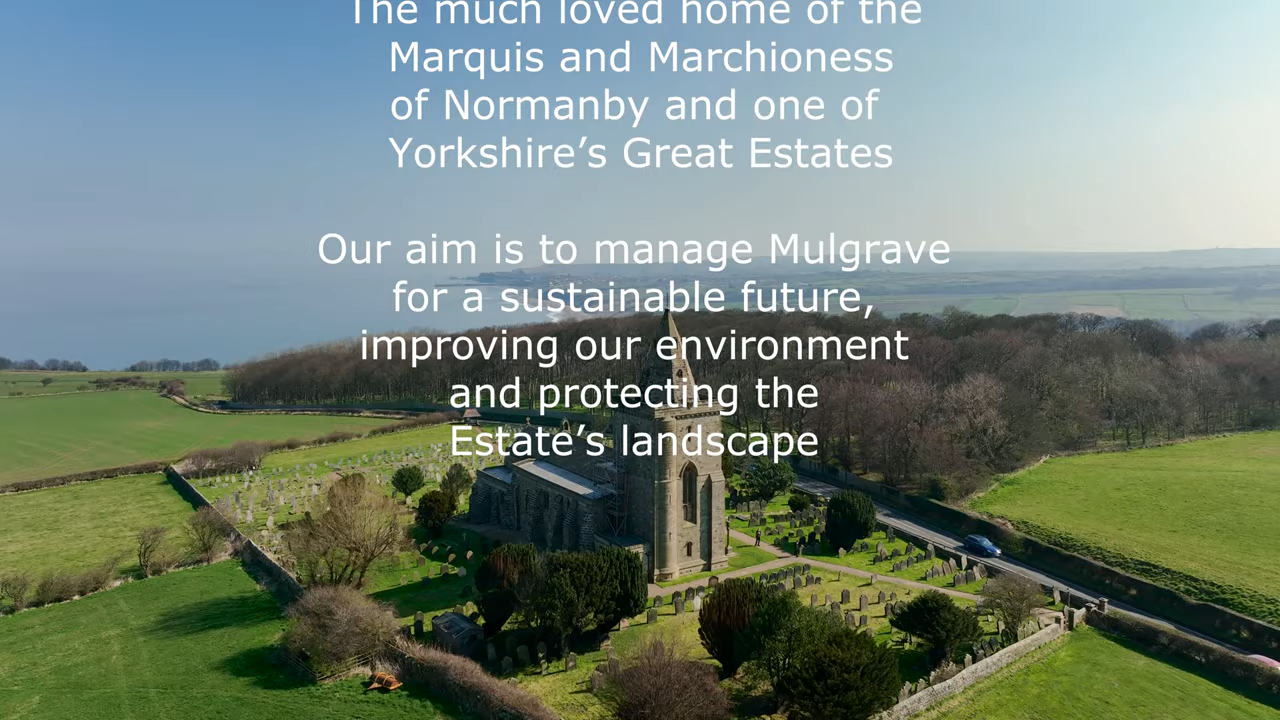 The much loved home of the
Marquis and Marchioness
of Normanby and one of
Yorkshire’s Great Estates
Our aim is to manage Mulgrave
for a sustainable future,
improving our environment
and protecting the
Estate’s landscape